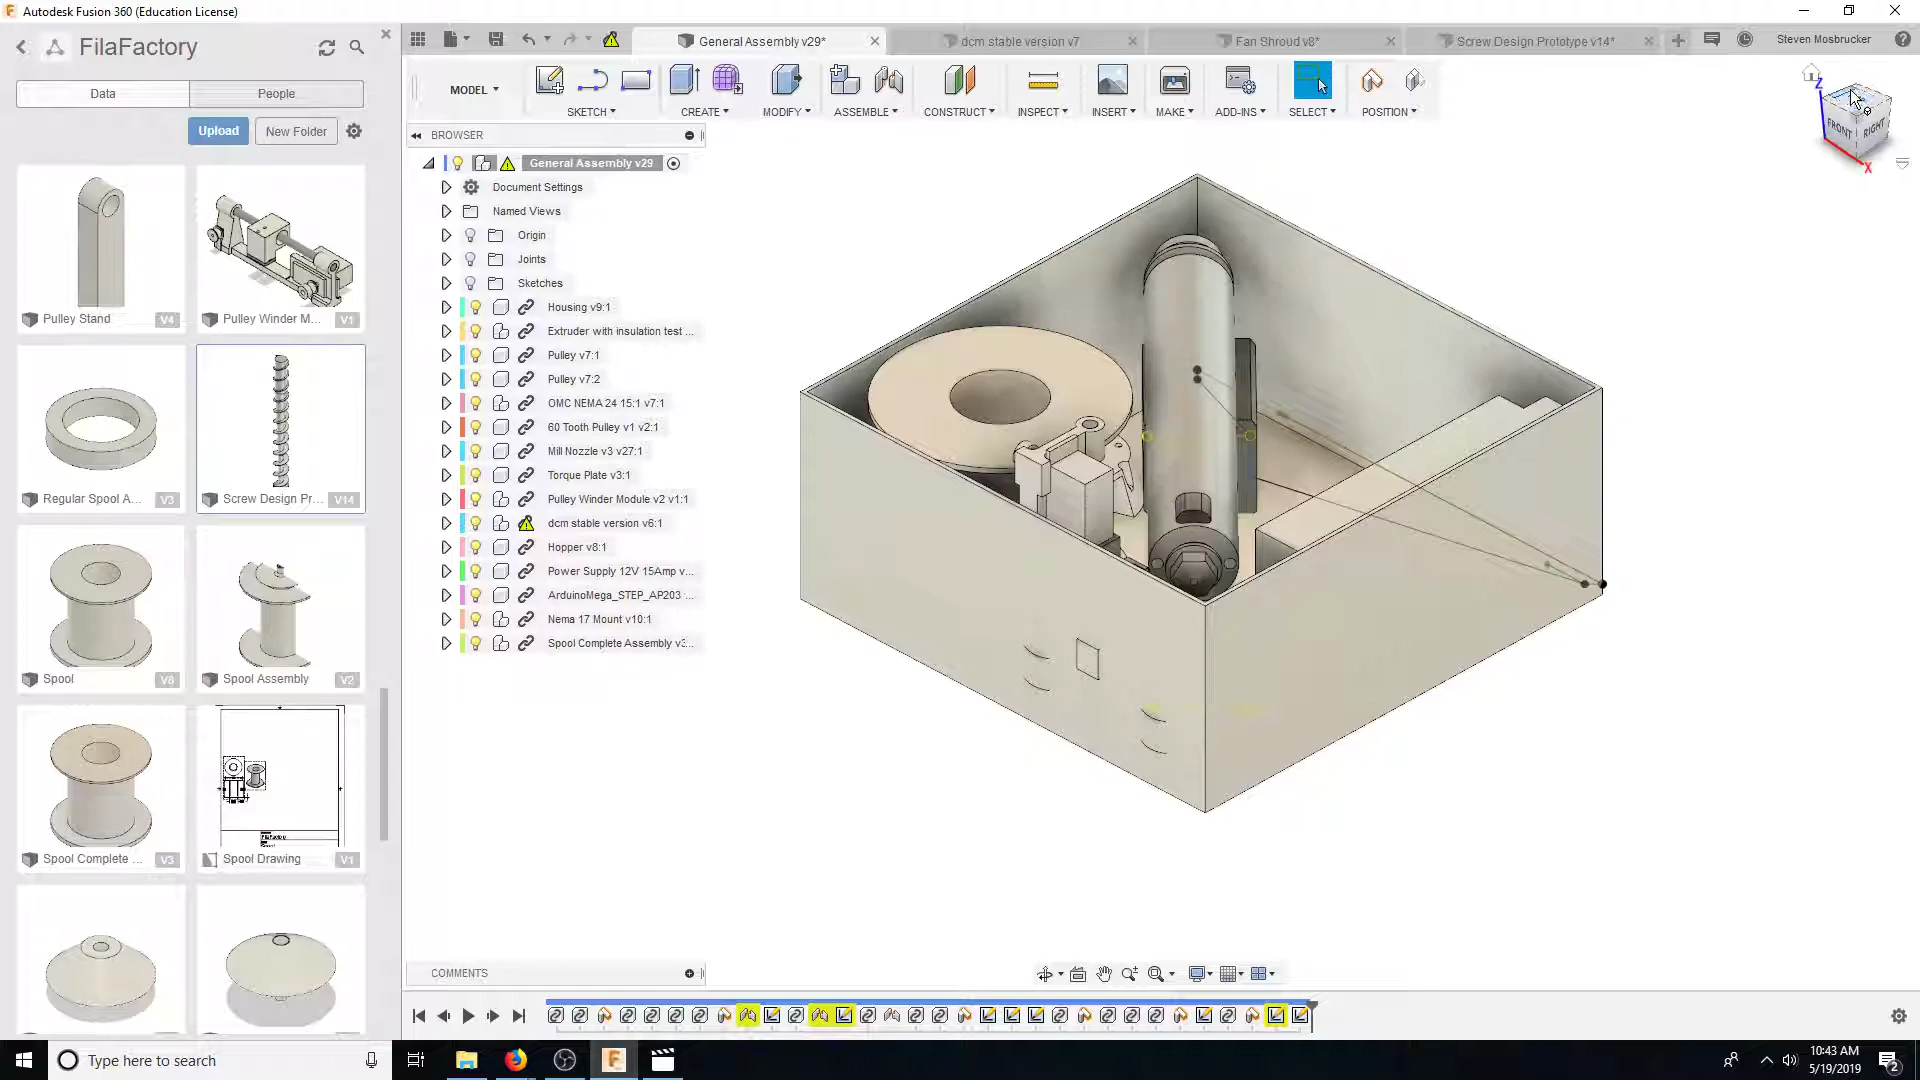 Autodesk Fusion 360 (Education License)
FilaFactory
Data
People
Upload
New Folder
Pulley Stand
V4
Pulley Winder M...
V1
Regular Spool A...
V3
Screw Design Pr...
V14
Spool
V8
Spool Assembly
V2
Spool Complete ...
V3
Spool Drawing
V1
General Assembly v29*
dcm stable version v7
Fan Shroud v8*
Screw Design Prototype v14*
Steven Mosbrucker
MODEL
SKETCH
CREATE
MODIFY
ASSEMBLE
CONSTRUCT
INSPECT
INSERT
MAKE
ADD-INS
SELECT
POSITION
BROWSER
General Assembly v29
Document Settings
Named Views
Origin
Joints
Sketches
Housing v9:1
Extruder with insulation test ...
Pulley v7:1
Pulley v7:2
OMC NEMA 24 15:1 v7:1
60 Tooth Pulley v1 v2:1
Mill Nozzle v3 v27:1
Torque Plate v3:1
Pulley Winder Module v2 v1:1
dcm stable version v6:1
Hopper v8:1
Power Supply 12V 15Amp v...
ArduinoMega_STEP_AP203 ...
Nema 17 Mount v10:1
Spool Complete Assembly v3...
Z
FRONT
RIGHT
X
COMMENTS
Type here to search
10:43 AM
5/19/2019
2